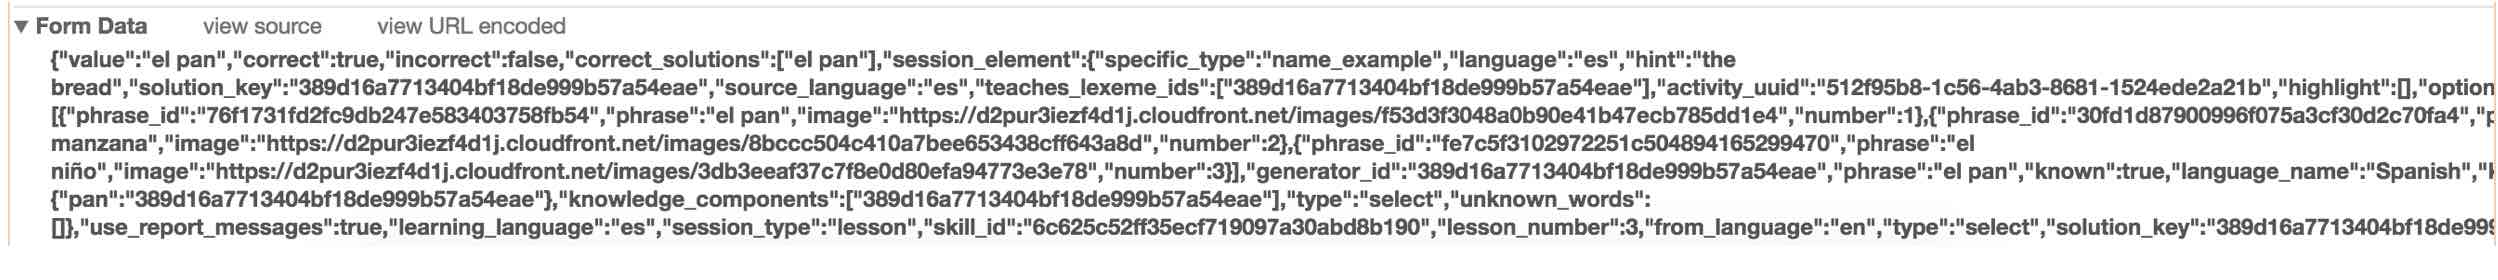 ▼ Form Data view source view URL encoded
{"value":"el pan","correct":true,"incorrect":false,"correct_solutions":["el pan"],"session_element":{"specific_type":"name_example","language":"es","hint":"the
bread","solution_key":"389d16a7713404bf18de999b57a54eae","source_language":"es","teaches_lexeme_ids":["389d16a7713404bf18de999b57a54eae"],"activity_uuid":"512f95b8-1c56-4ab3-8681-1524ede2a21b","highlight":[],"option
[{"phrase_id":"76f1731fd2fc9db247e583403758fb54","phrase":"el pan","image":"https://d2pur3iezf4d1j.cloudfront.net/images/f53d3f3048a0b90e41b47ecb785dd1e4","number":1},{"phrase_id":"30fd1d87900996f075a3cf30d2c70fa4","p
manzana","image":"https://d2pur3iezf4d1j.cloudfront.net/images/8bccc504c410a7bee653438cff643a8d","number":2},{"phrase_id":"fe7c5f3102972251c504894165299470","phrase":"el
niño","image":"https://d2pur3iezf4d1j.cloudfront.net/images/3db3eeaf37c7f8e0d80efa94773e3e78","number":3}],"generator_id":"389d16a7713404bf18de999b57a54eae","phrase":"el pan","known":true,"language_name":"Spanish","k
{"pan":"389d16a7713404bf18de999b57a54eae"},"knowledge_components":["389d16a7713404bf18de999b57a54eae"],"type":"select","unknown_words":
[]},"use_report_messages":true,"learning_language":"es","session_type":"lesson","skill_id":"6c625c52ff35ecf719097a30abd8b190","lesson_number":3,"from_language":"en","type":"select","solution_key":"389d16a7713404bf18de999